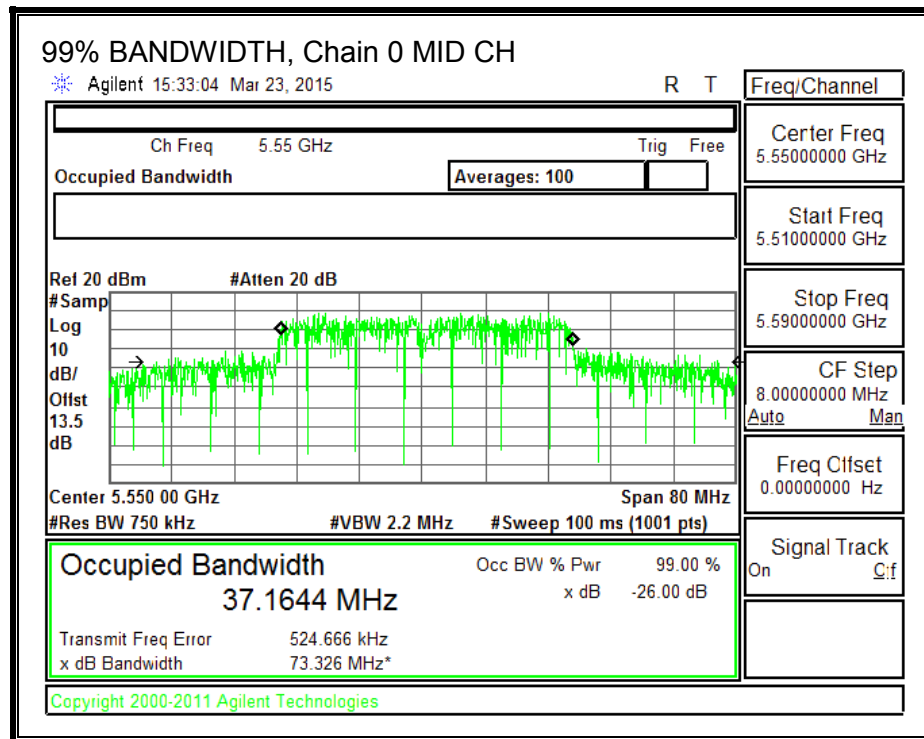 99% BANDWIDTH, Chain 0 MID CH
Agilent 15:33:04 Mar 23, 2015 R T
Freq/Channel
Ch Freq 5.55 GHz Trig Free
Occupied Bandwidth Averages: 100
Center Freq
5.55000000 GHz
Start Freq
5.51000000 GHz
Stop Freq
5.59000000 GHz
CF Step
8.00000000 MHz
Auto Man
Freq Offset
0.00000000 Hz
Signal Track
On Off
Ref 20 dBm #Atten 20 dB
#Samp
Log
10
dB/
Offst
13.5
dB
Center 5.550 00 GHz Span 80 MHz
#Res BW 750 kHz #VBW 2.2 MHz #Sweep 100 ms (1001 pts)
Occupied Bandwidth
37.1644 MHz
Occ BW % Pwr 99.00 %
x dB -26.00 dB
Transmit Freq Error 524.666 kHz
x dB Bandwidth 73.326 MHz*
Copyright 2000-2011 Agilent Technologies